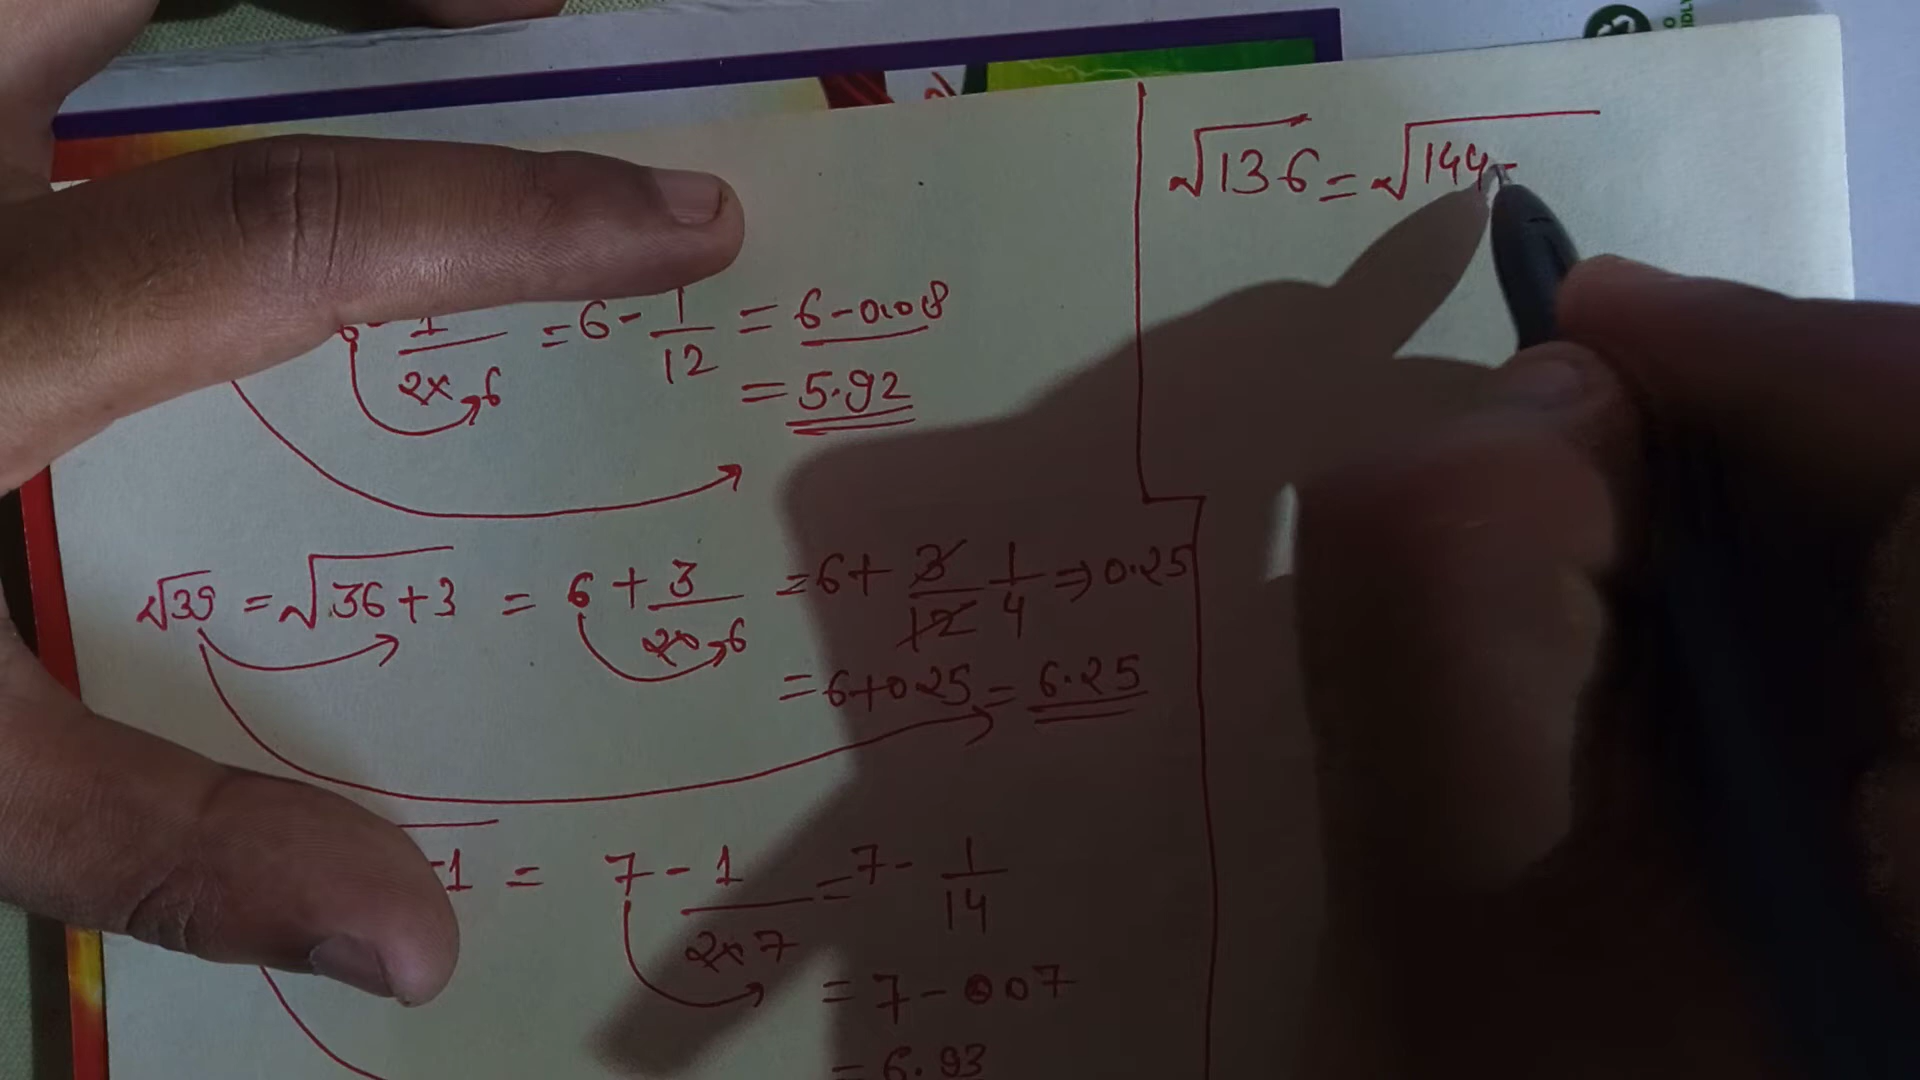 √136 = √144-
1/2×6 = 6 - 1/12 = 6 - 0.08
= 5.92
√39 = √36+3 = 6 + 3/2×6 = 6 + 3/12 1/4 ⇒ 0.25
= 6+0.25 = 6.25
-1 = 7 - 1/2×7 = 7 - 1/14
= 7 - 0.07
= 6.93